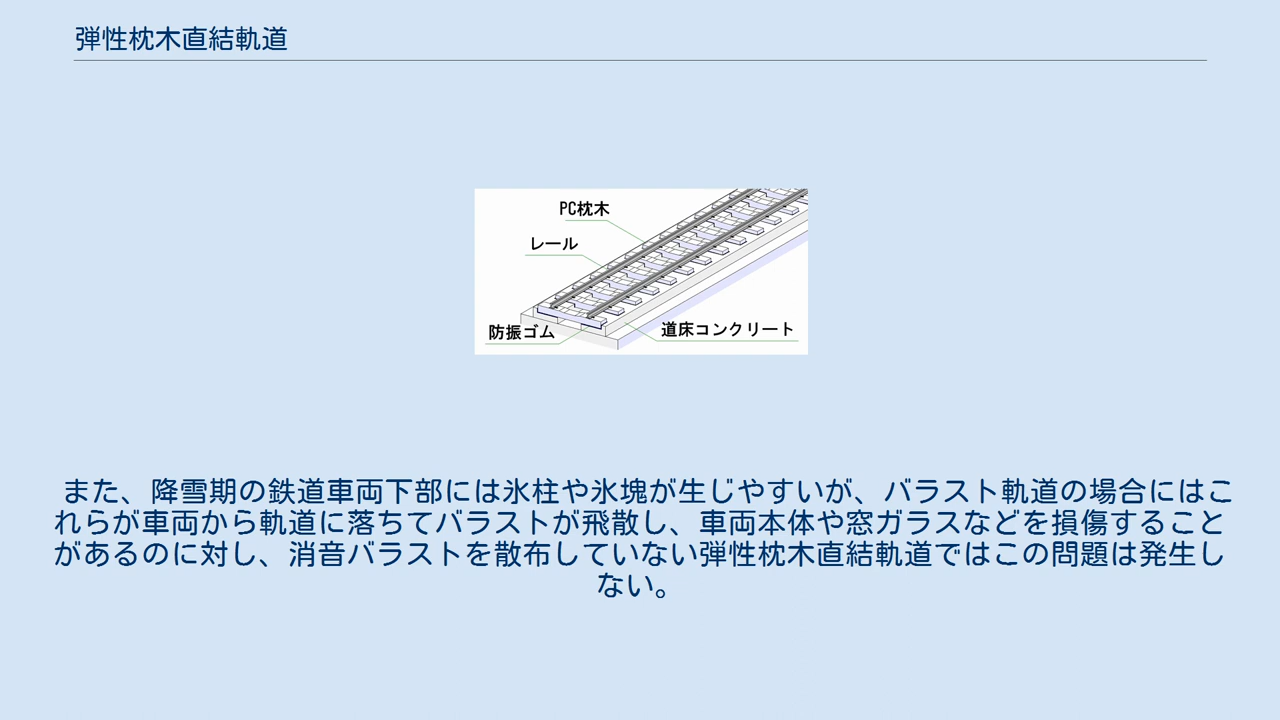 弾性枕木直結軌道
PC枕木
レール
防振ゴム
道床コンクリート
また、降雪期の鉄道車両下部には氷柱や氷塊が生じやすいが、バラスト軌道の場合にはこ
れらが車両から軌道に落ちてバラストが飛散し、車両本体や窓ガラスなどを損傷すること
があるのに対し、消音バラストを散布していない弾性枕木直結軌道ではこの問題は発生し
ない。